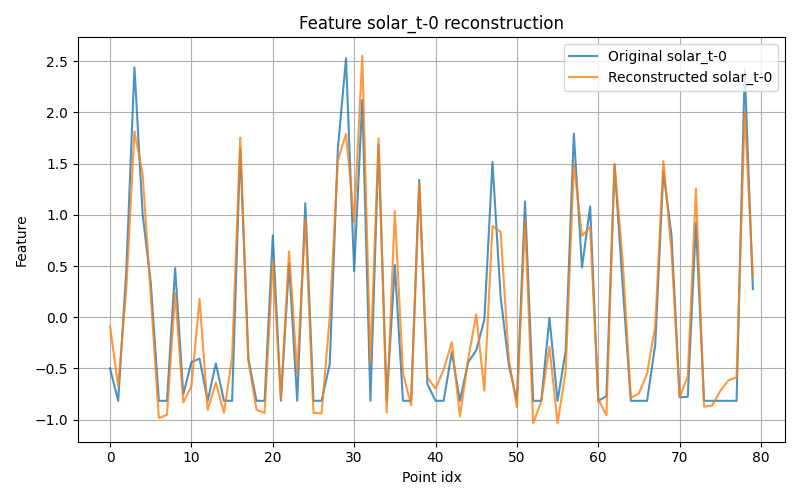 Feature solar_t-0 reconstruction
Original solar_t-0
Reconstructed solar_t-0
Feature
2.5
2.0
1.5
1.0
0.5
0.0
−0.5
−1.0
0 10 20 30 40 50 60 70 80
Point idx